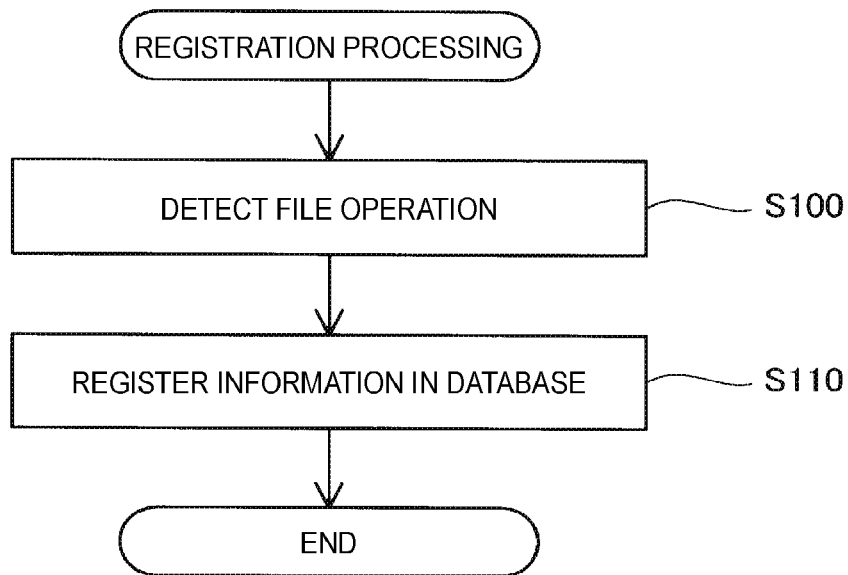 REGISTRATION PROCESSING
DETECT FILE OPERATION
S100
REGISTER INFORMATION IN DATABASE
S110
END